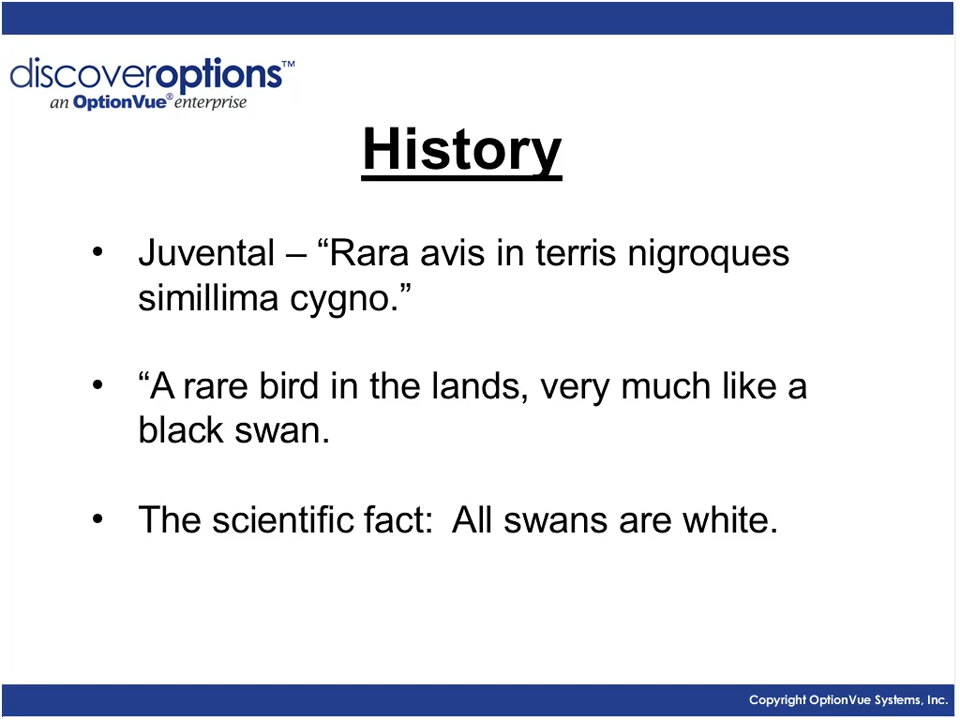 discoveroptions™
an OptionVue® enterprise
History
• Juvental – “Rara avis in terris nigroques
simillima cygno.”
• “A rare bird in the lands, very much like a
black swan.
• The scientific fact:  All swans are white.
Copyright OptionVue Systems, Inc.